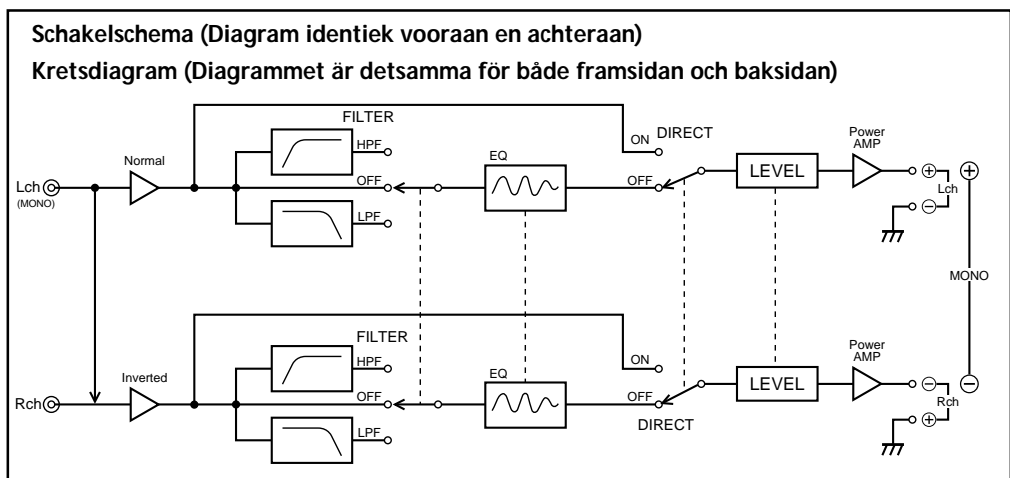 Schakelschema (Diagram identiek vooraan en achteraan)
Kretsdiagram (Diagrammet är detsamma för både framsidan och baksidan)
FILTER
DIRECT
Power
AMP
Normal
HPF
ON
EQ
Lch
(MONO)
OFF
OFF
LEVEL
+
Lch
+
LPF
−
MONO
FILTER
Power
AMP
Inverted
HPF
ON
EQ
Rch
OFF
OFF
LEVEL
−
Rch
−
DIRECT
LPF
+